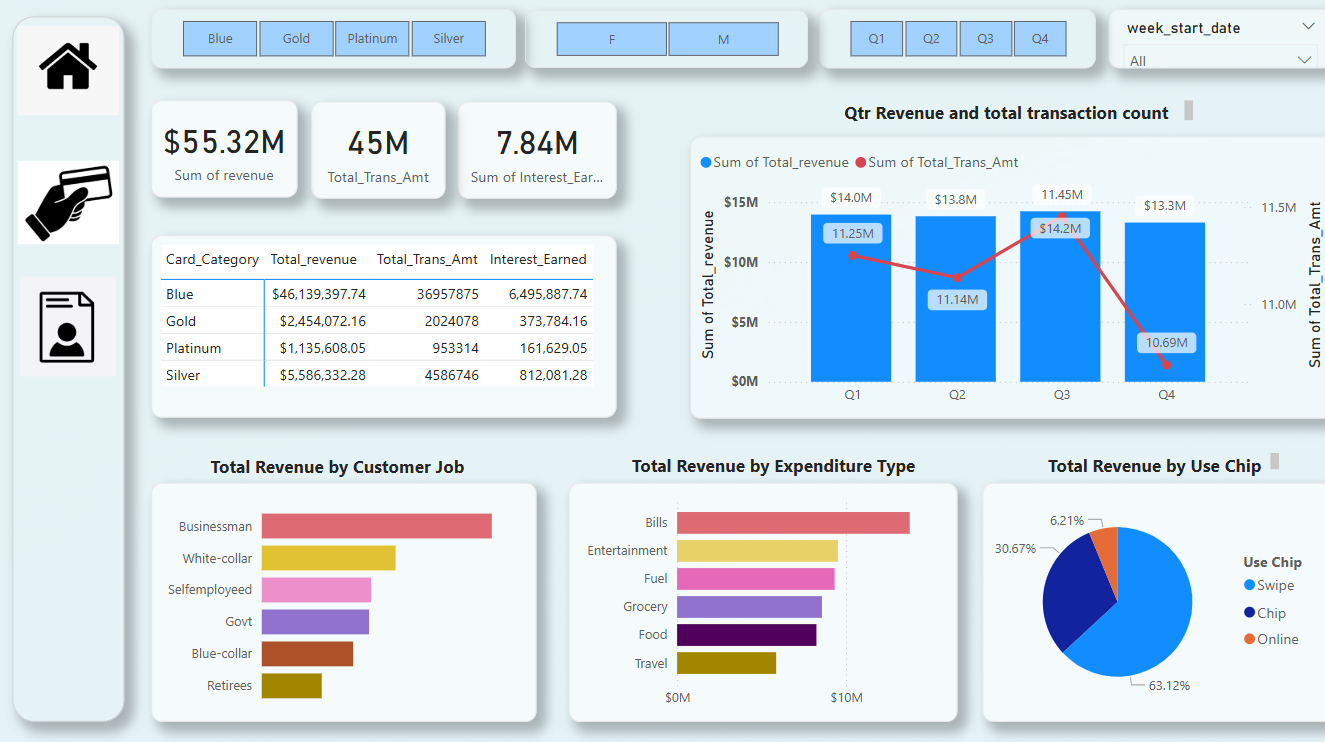 Blue Gold Platinum Silver
F M
Q1 Q2 Q3 Q4
week_start_date
All
$55.32M
Sum of revenue
45M
Total_Trans_Amt
7.84M
Sum of Interest_Ear...
Card_Category Total_revenue Total_Trans_Amt Interest_Earned
Blue $46,139,397.74 36957875 6,495,887.74
Gold $2,454,072.16 2024078 373,784.16
Platinum $1,135,608.05 953314 161,629.05
Silver $5,586,332.28 4586746 812,081.28
Qtr Revenue and total transaction count
Sum of Total_revenue Sum of Total_Trans_Amt
Sum of Total_revenue
$15M
$10M
$5M
$0M
$14.0M $13.8M 11.45M $13.3M
11.25M 11.14M $14.2M 10.69M
Q1 Q2 Q3 Q4
11.5M
11.0M
Sum of Total_Trans_Amt
Total Revenue by Customer Job
Businessman
White-collar
Selfemployeed
Govt
Blue-collar
Retirees
Total Revenue by Expenditure Type
Bills
Entertainment
Fuel
Grocery
Food
Travel
$0M $10M
Total Revenue by Use Chip
6.21%
30.67%
63.12%
Use Chip
Swipe
Chip
Online